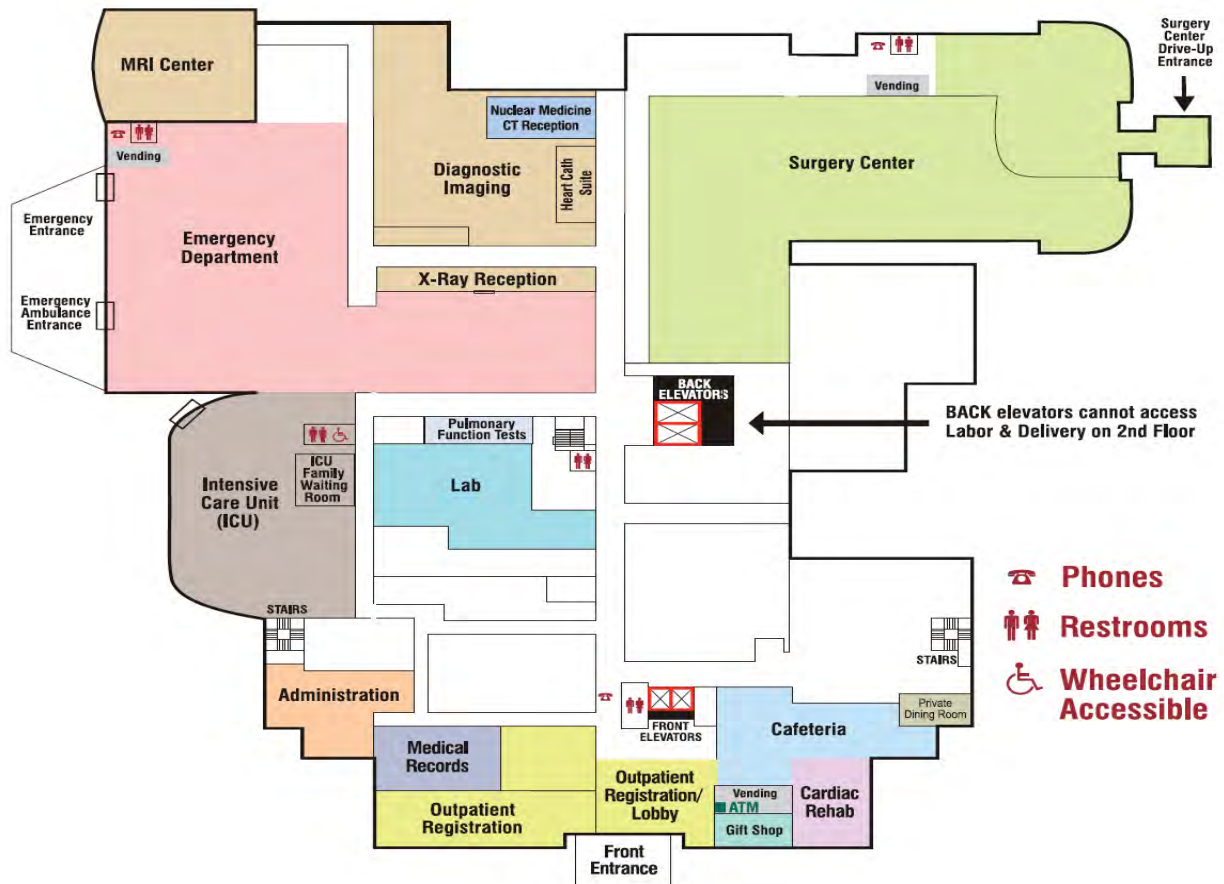 MRI Center
Surgery
Center
Drive-Up
Entrance
Vending
Nuclear Medicine
CT Reception
Vending
Diagnostic
Imaging
Heart Cath
Suite
Surgery Center
Emergency
Entrance
Emergency
Department
X-Ray Reception
Emergency
Ambulance
Entrance
BACK
ELEVATORS
BACK elevators cannot access
Labor & Delivery on 2nd Floor
Pulmonary
Function Tests
ICU
Family
Waiting
Room
Intensive
Care Unit
(ICU)
Lab
Phones
Restrooms
Wheelchair
Accessible
STAIRS
STAIRS
Administration
Private
Dining Room
FRONT
ELEVATORS
Cafeteria
Medical
Records
Outpatient
Registration
Outpatient
Registration/
Lobby
Vending
ATM
Gift Shop
Cardiac
Rehab
Front
Entrance